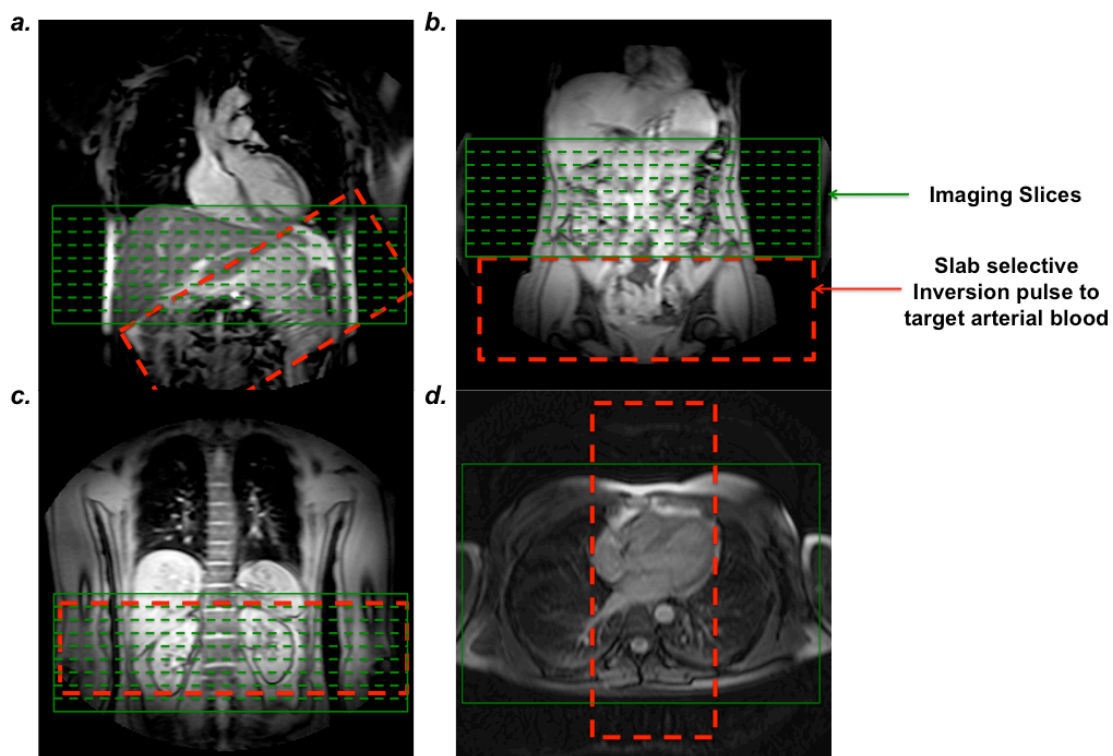 a.
b.
Imaging Slices
Slab selective
Inversion pulse to
target arterial blood
c.
d.